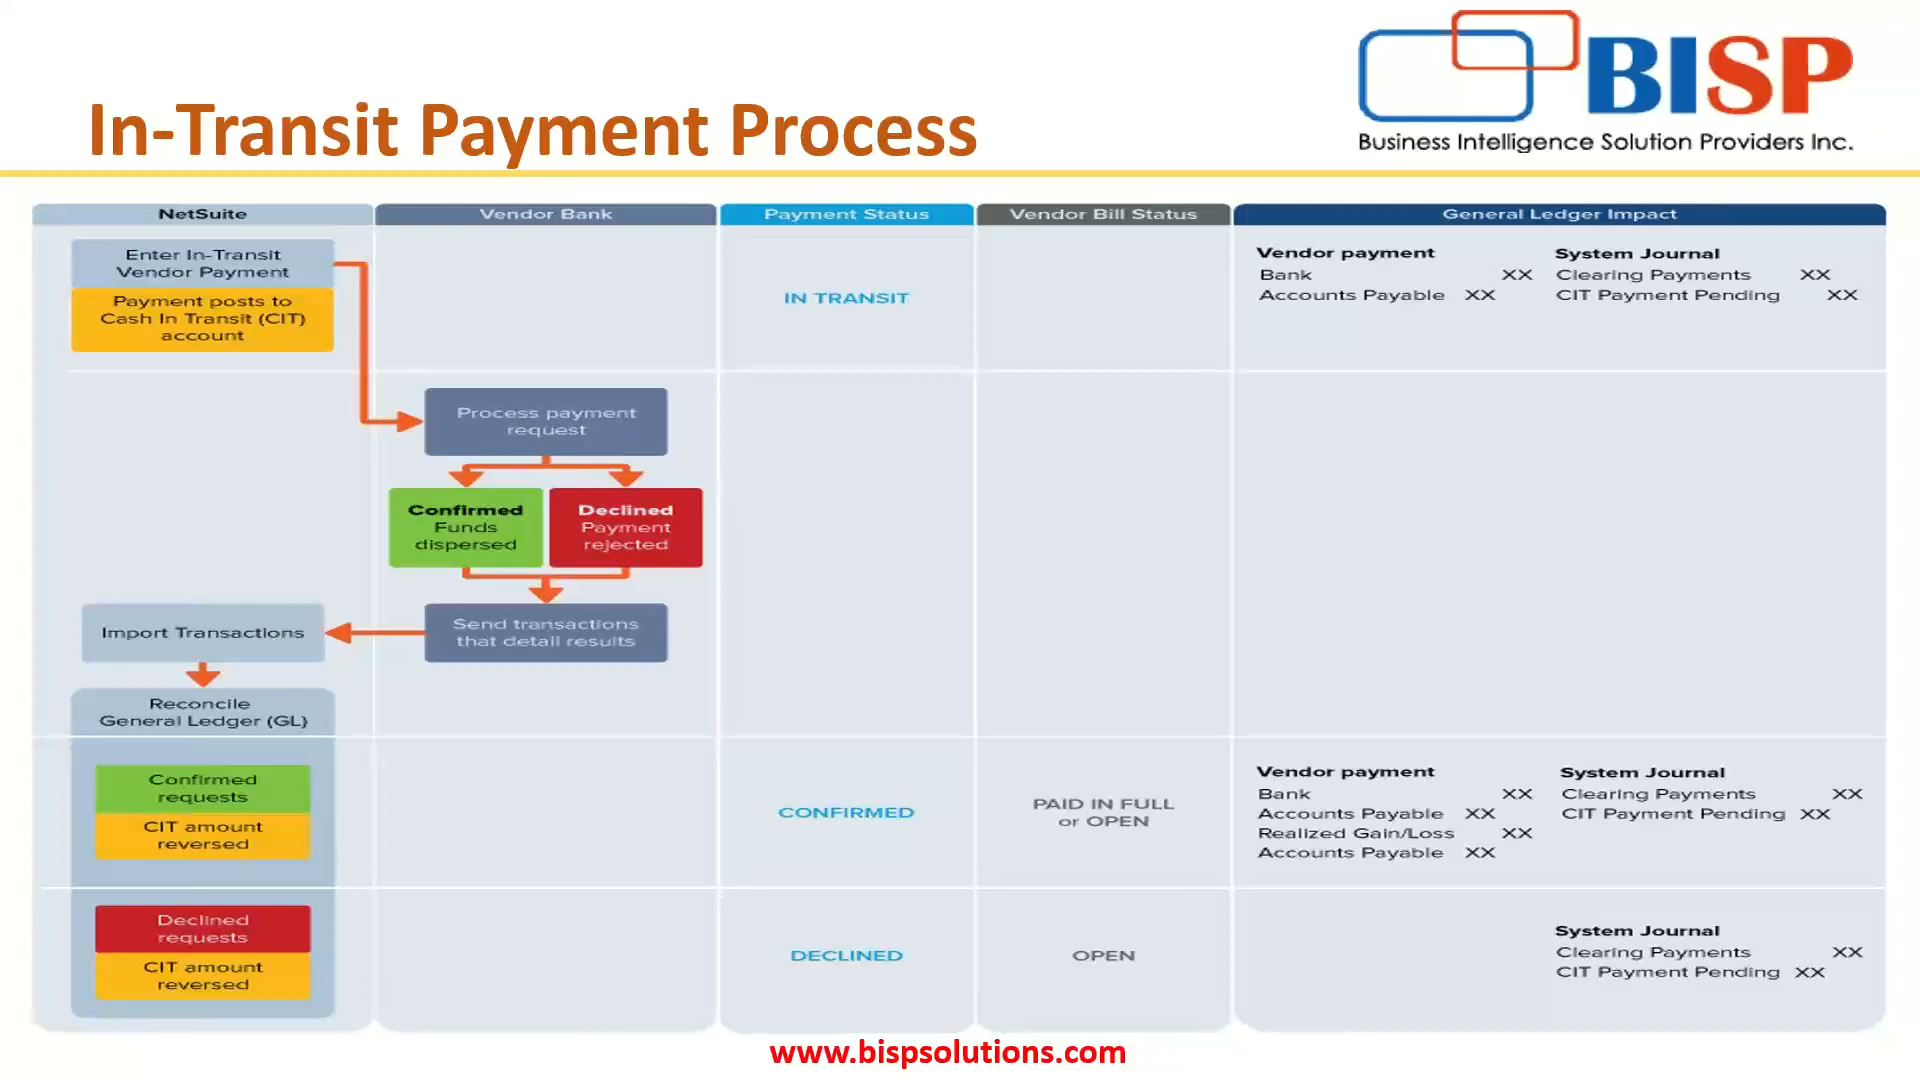 BISP
Business Intelligence Solution Providers Inc.
In-Transit Payment Process
NetSuite
Vendor Bank
Payment Status
Vendor Bill Status
General Ledger Impact
Enter In-Transit
Vendor Payment
Payment posts to
Cash In Transit (CIT)
account
IN TRANSIT
Vendor payment
Bank XX
Accounts Payable XX
System Journal
Clearing Payments XX
CIT Payment Pending XX
Process payment
request
Confirmed
Funds
dispersed
Declined
Payment
rejected
Send transactions
that detail results
Import Transactions
Reconcile
General Ledger (GL)
Confirmed
requests
CIT amount
reversed
CONFIRMED
PAID IN FULL
or OPEN
Vendor payment
Bank XX
Accounts Payable XX
Realized Gain/Loss XX
Accounts Payable XX
System Journal
Clearing Payments XX
CIT Payment Pending XX
Declined
requests
CIT amount
reversed
DECLINED
OPEN
System Journal
Clearing Payments XX
CIT Payment Pending XX
www.bispsolutions.com